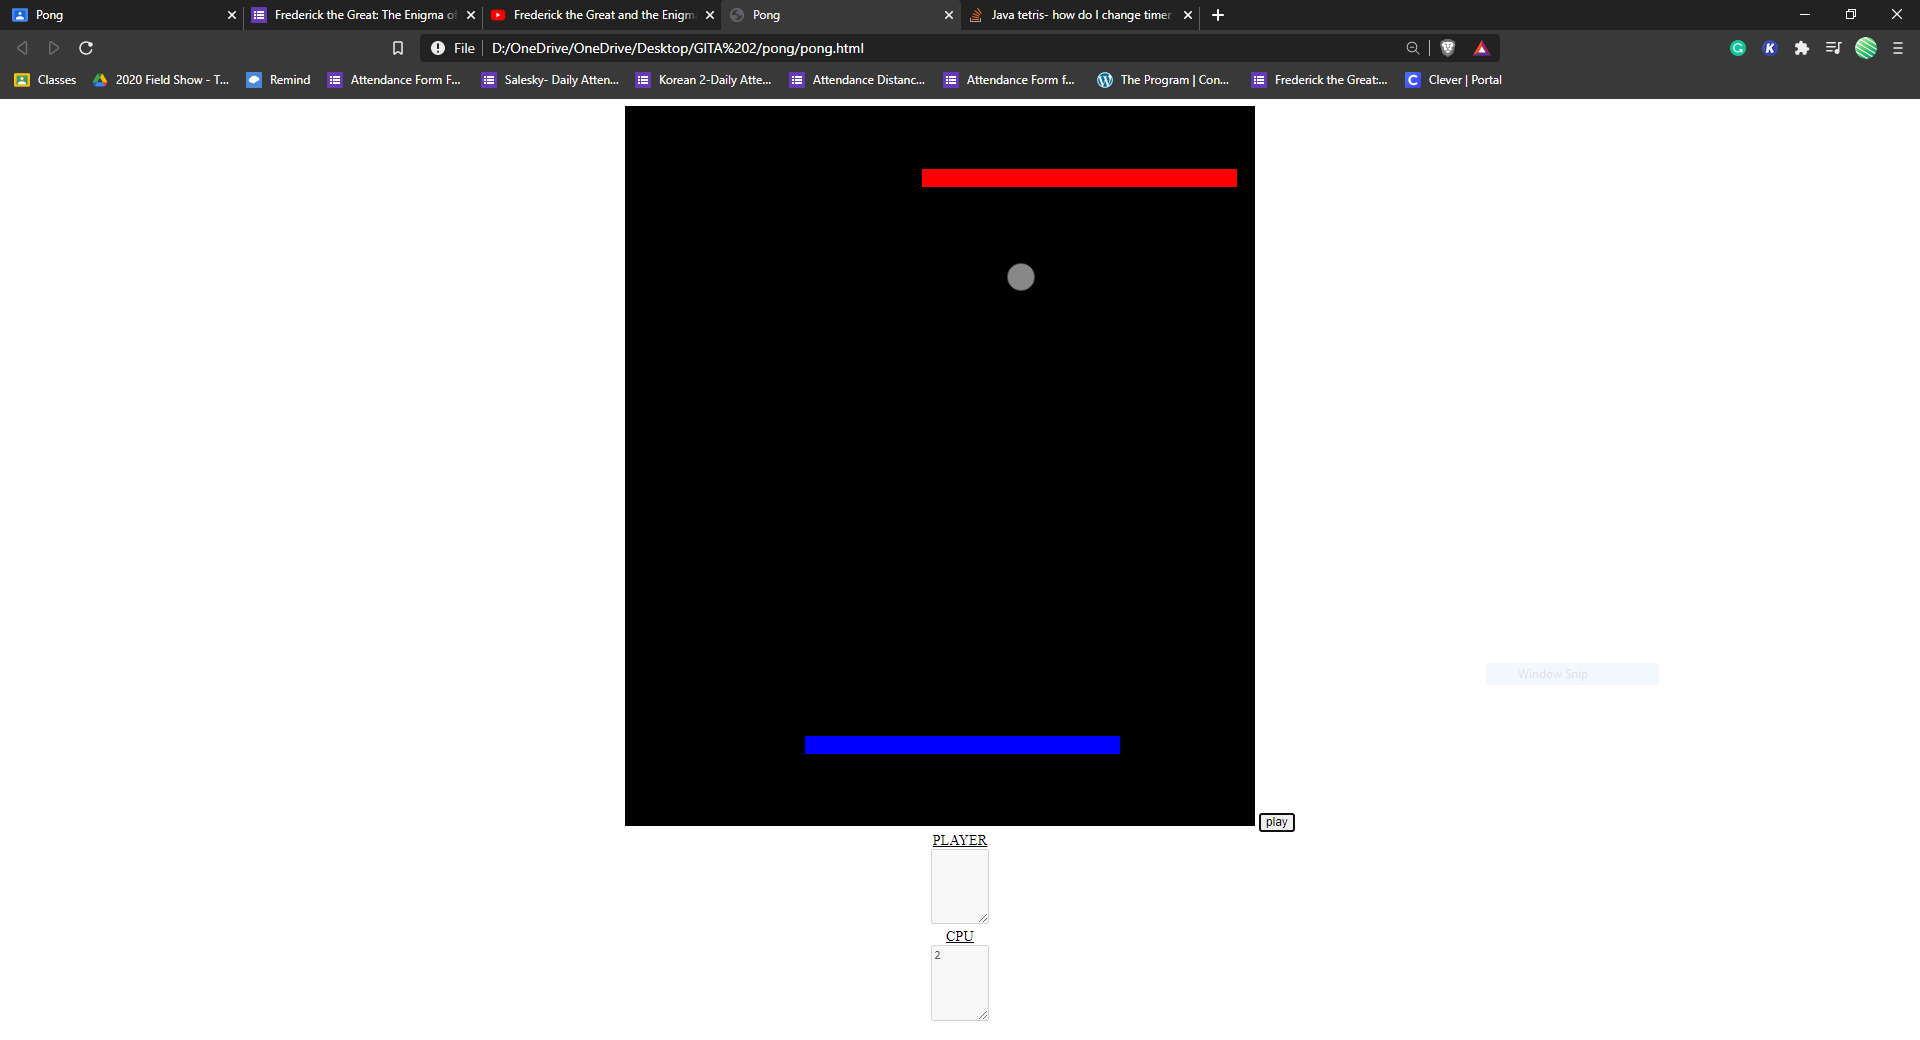 Pong
Frederick the Great: The Enigma of
Frederick the Great and the Enigm
Pong
Java tetris- how do I change timer
File
D:/OneDrive/OneDrive/Desktop/GITA%202/pong/pong.html
Classes
2020 Field Show - T...
Remind
Attendance Form F...
Salesky- Daily Atten...
Korean 2-Daily Atte...
Attendance Distanc...
Attendance Form f...
The Program | Con...
Frederick the Great:...
Clever | Portal
Window Snip
play
PLAYER
CPU
2